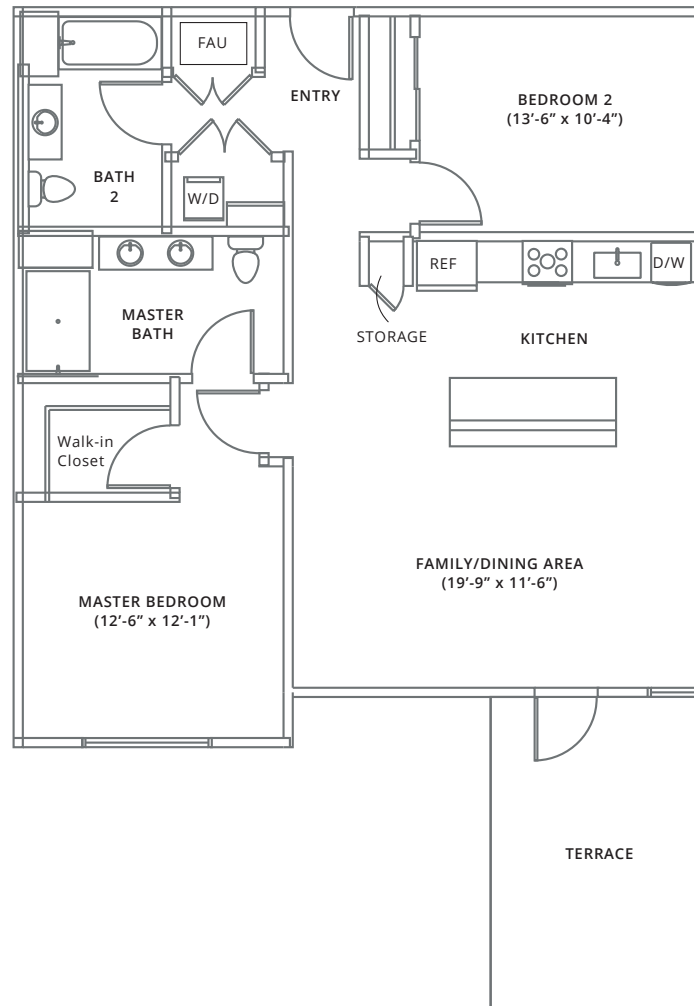 FAU
ENTRY
BEDROOM 2
(13’-6” x 10’-4”)
BATH
2
W/D
REF
D/W
MASTER
BATH
STORAGE
KITCHEN
Walk-in
Closet
FAMILY/DINING AREA
(19’-9” x 11’-6”)
MASTER BEDROOM
(12’-6” x 12’-1”)
TERRACE